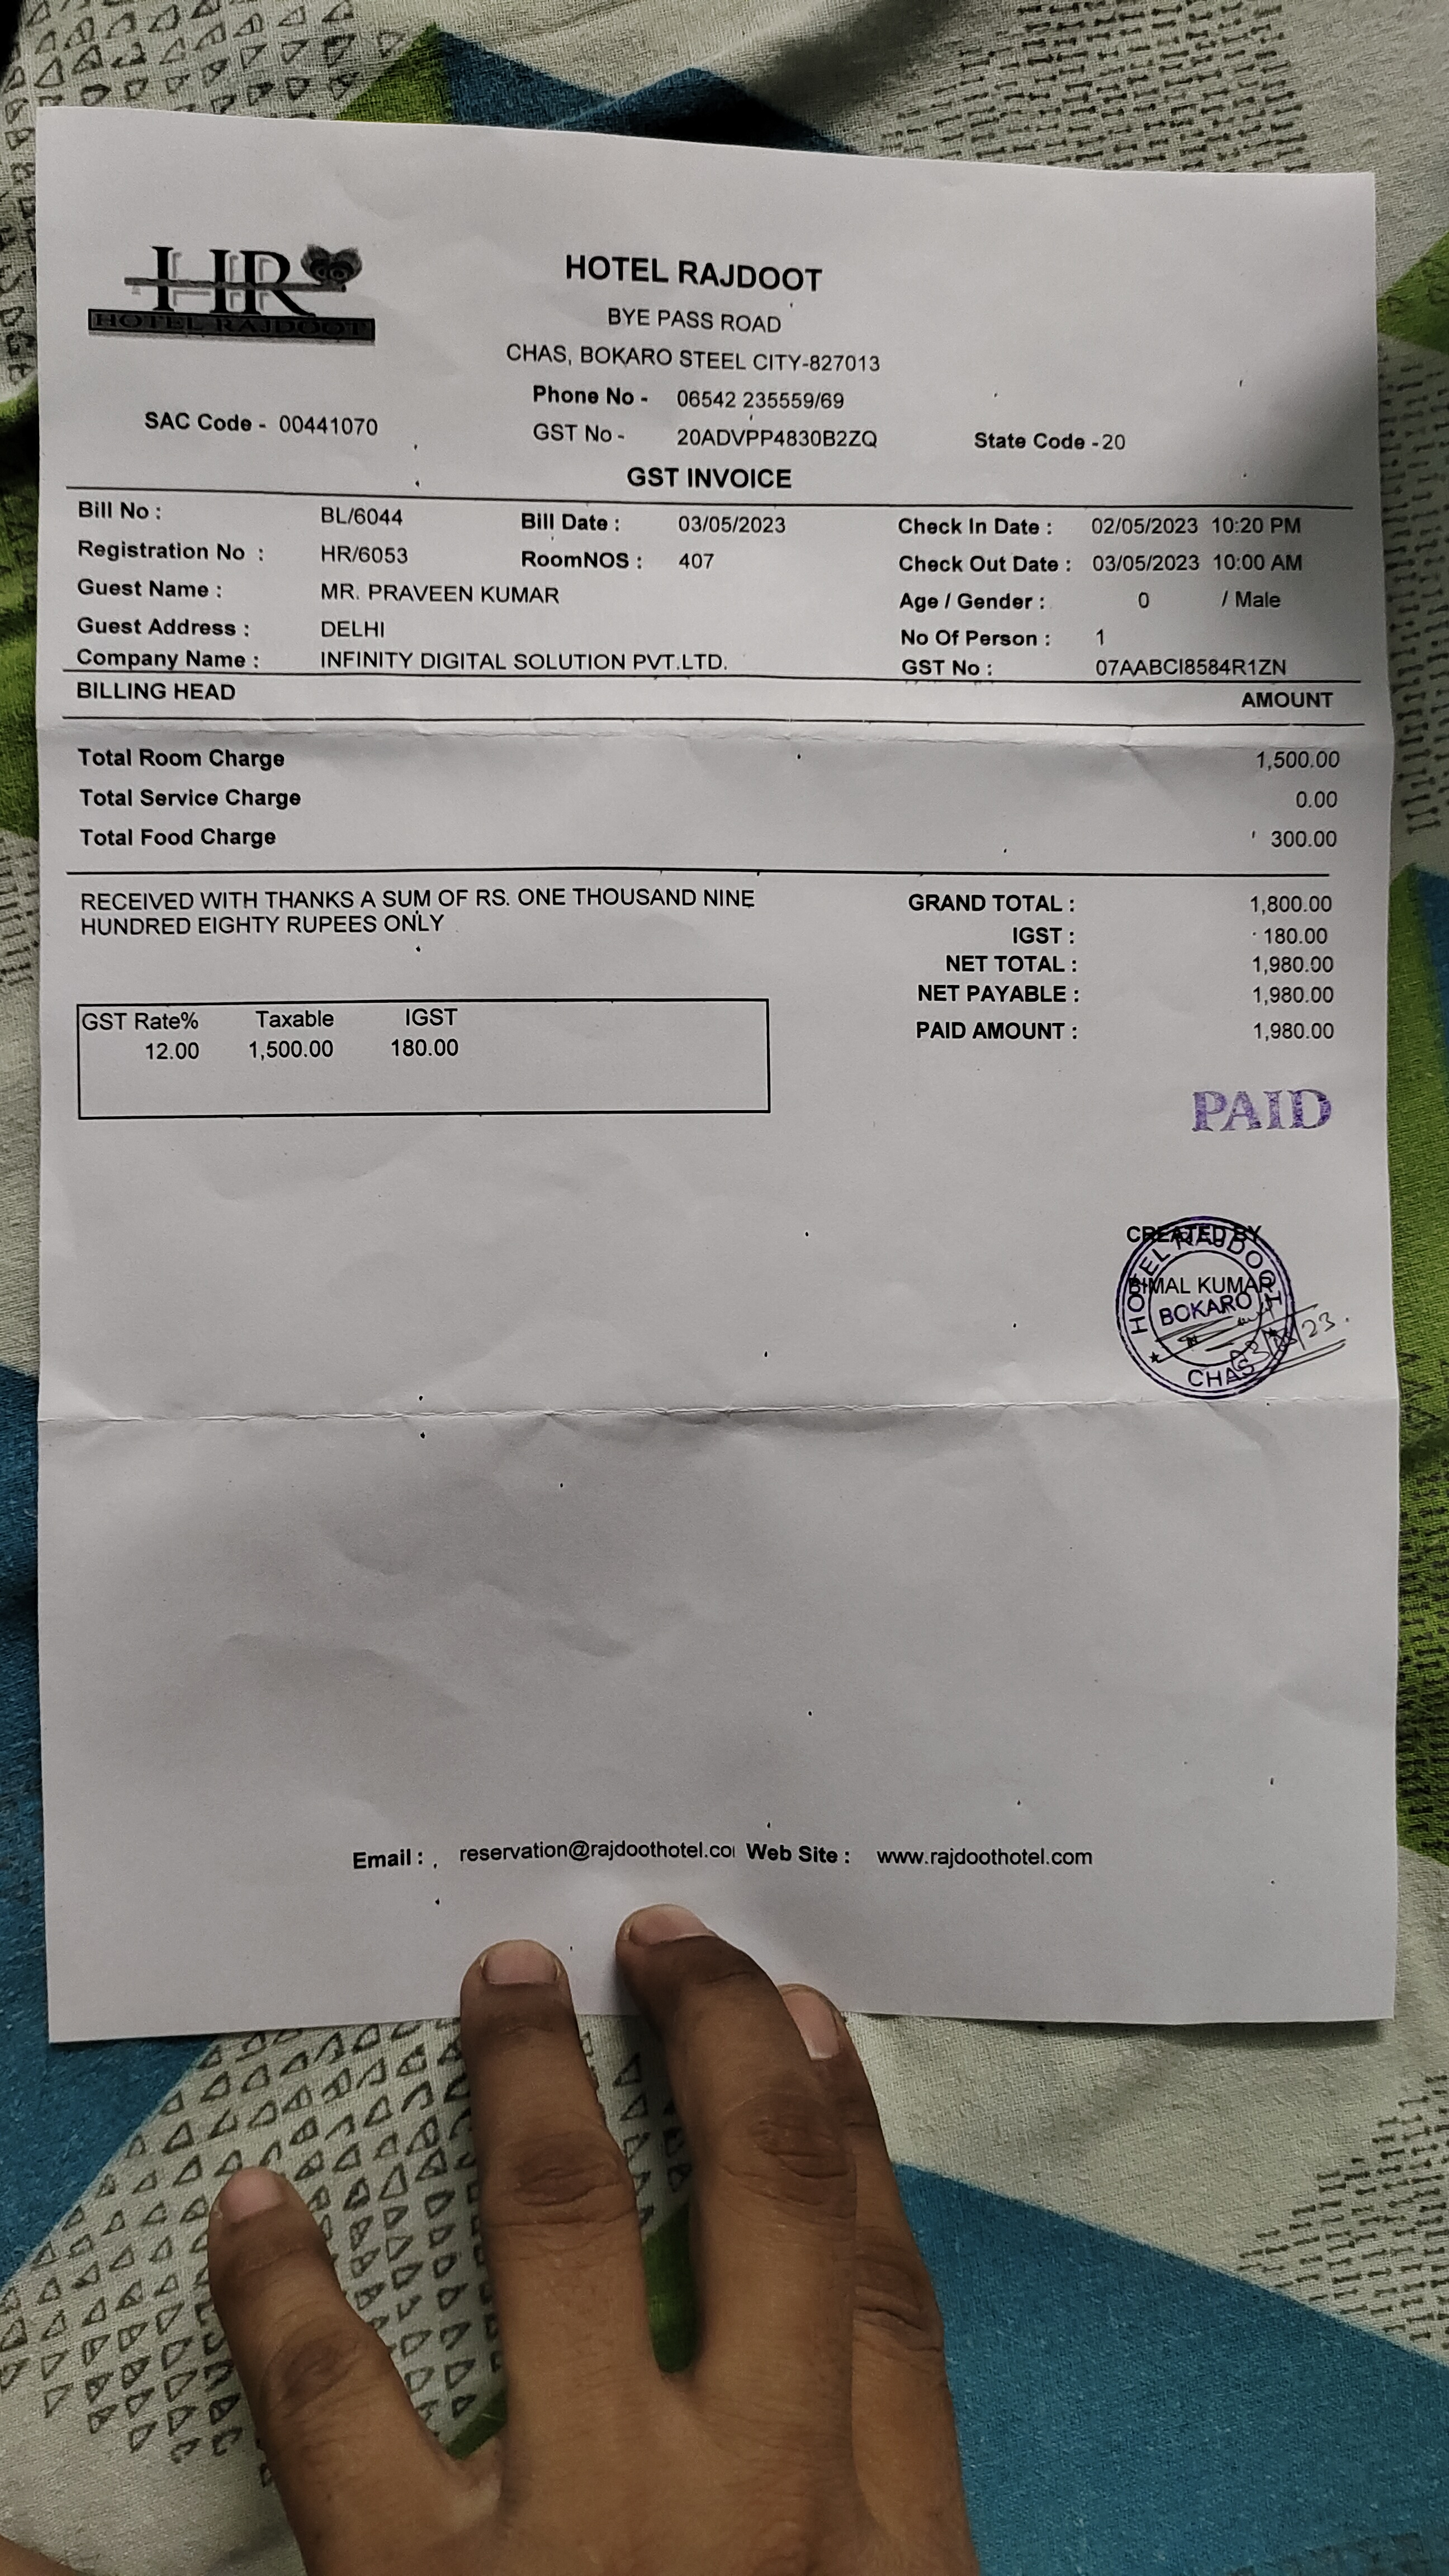 HR
HOTEL RAJDOOT
HOTEL RAJDOOT
BYE PASS ROAD
CHAS, BOKARO STEEL CITY-827013
Phone No - 06542 235559/69
SAC Code - 00441070 GST No - 20ADVPP4830B2ZQ State Code -20
GST INVOICE
Bill No : BL/6044 Bill Date : 03/05/2023 Check In Date : 02/05/2023 10:20 PM
Registration No : HR/6053 RoomNOS : 407 Check Out Date : 03/05/2023 10:00 AM
Guest Name : MR. PRAVEEN KUMAR Age / Gender : 0 / Male
Guest Address : DELHI No Of Person : 1
Company Name : INFINITY DIGITAL SOLUTION PVT.LTD. GST No : 07AABCI8584R1ZN
BILLING HEAD AMOUNT
Total Room Charge 1,500.00
Total Service Charge 0.00
Total Food Charge 300.00
RECEIVED WITH THANKS A SUM OF RS. ONE THOUSAND NINE GRAND TOTAL : 1,800.00
HUNDRED EIGHTY RUPEES ONLY IGST : 180.00
NET TOTAL : 1,980.00
NET PAYABLE : 1,980.00
GST Rate% Taxable IGST PAID AMOUNT : 1,980.00
12.00 1,500.00 180.00
PAID
CREATED BY
HOTEL RAJDOOT
BIMAL KUMAR
BOKARO
CHAS
Email : reservation@rajdoothotel.co Web Site : www.rajdoothotel.com